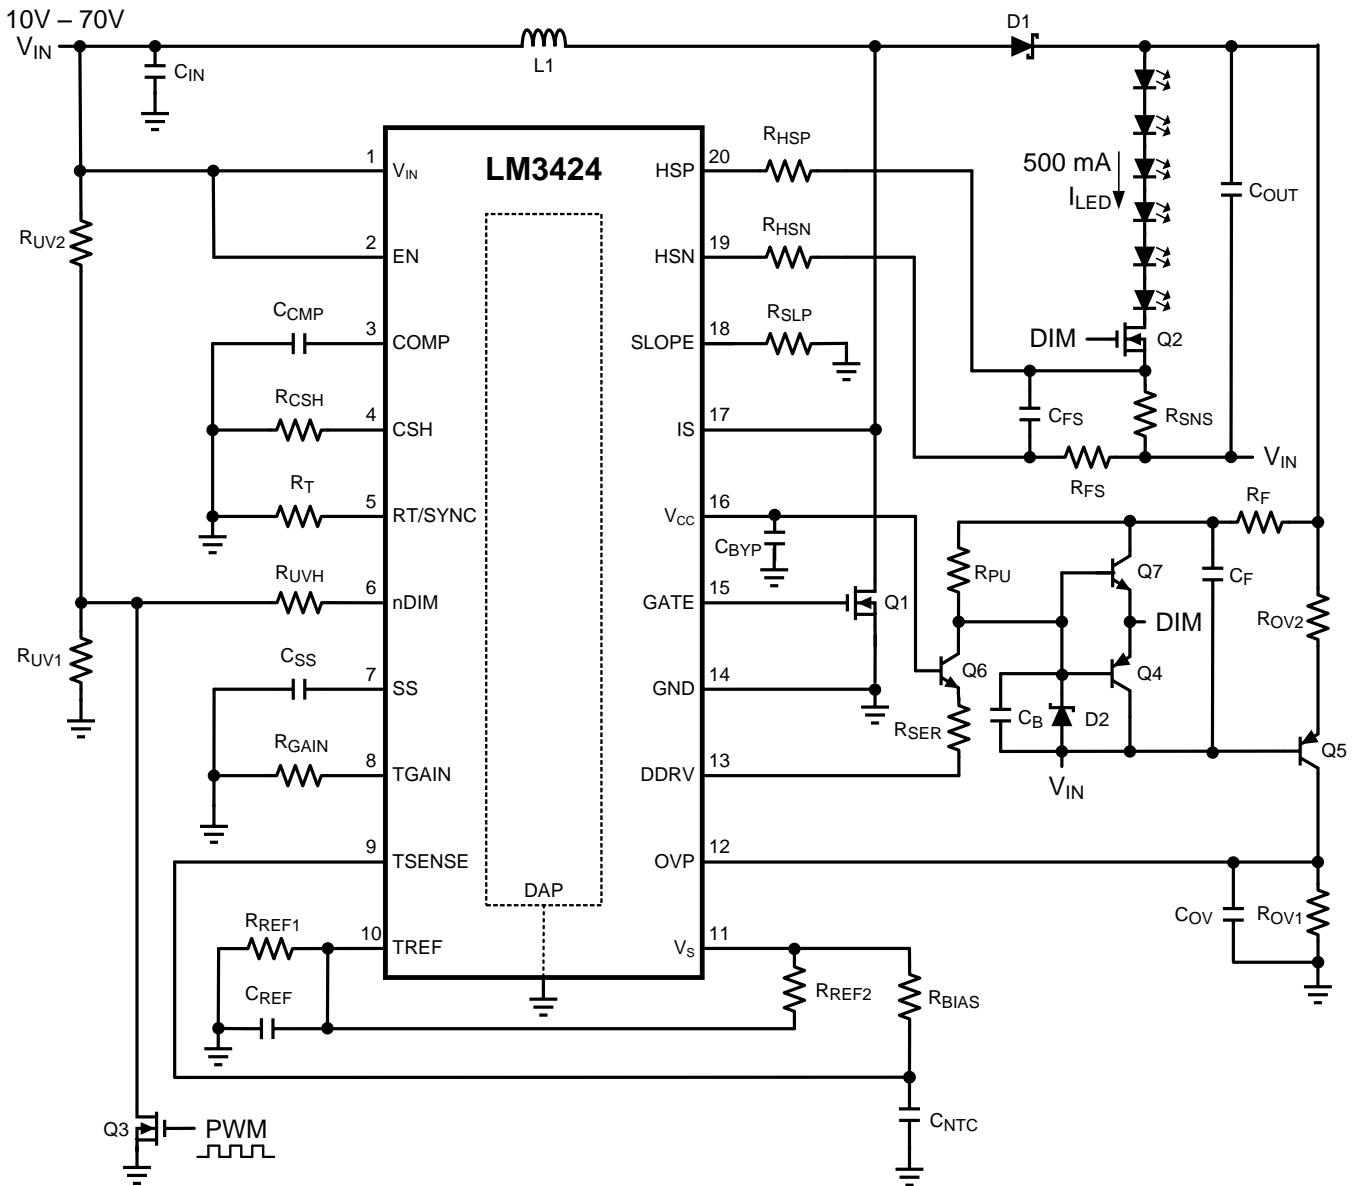 10V – 70V
VIN
CIN
L1
D1
LM3424
1
VIN
2
EN
3
COMP
4
CSH
5
RT/SYNC
6
nDIM
7
SS
8
TGAIN
9
TSENSE
10
TREF
20
HSP
19
HSN
18
SLOPE
17
IS
16
VCC
15
GATE
14
GND
13
DDRV
12
OVP
11
VS
DAP
RUV2
RUV1
CCMP
RCSH
RT
RUVH
CSS
RGAIN
RREF1
CREF
Q3
PWM
RHSP
RHSN
RSLP
CBYP
Q1
500 mA
ILED
COUT
DIM
Q2
CFS
RSNS
RFS
VIN
RF
RPU
Q7
CF
DIM
ROV2
Q6
Q4
RSER
CB
D2
VIN
Q5
COV
ROV1
RREF2
RBIAS
CNTC